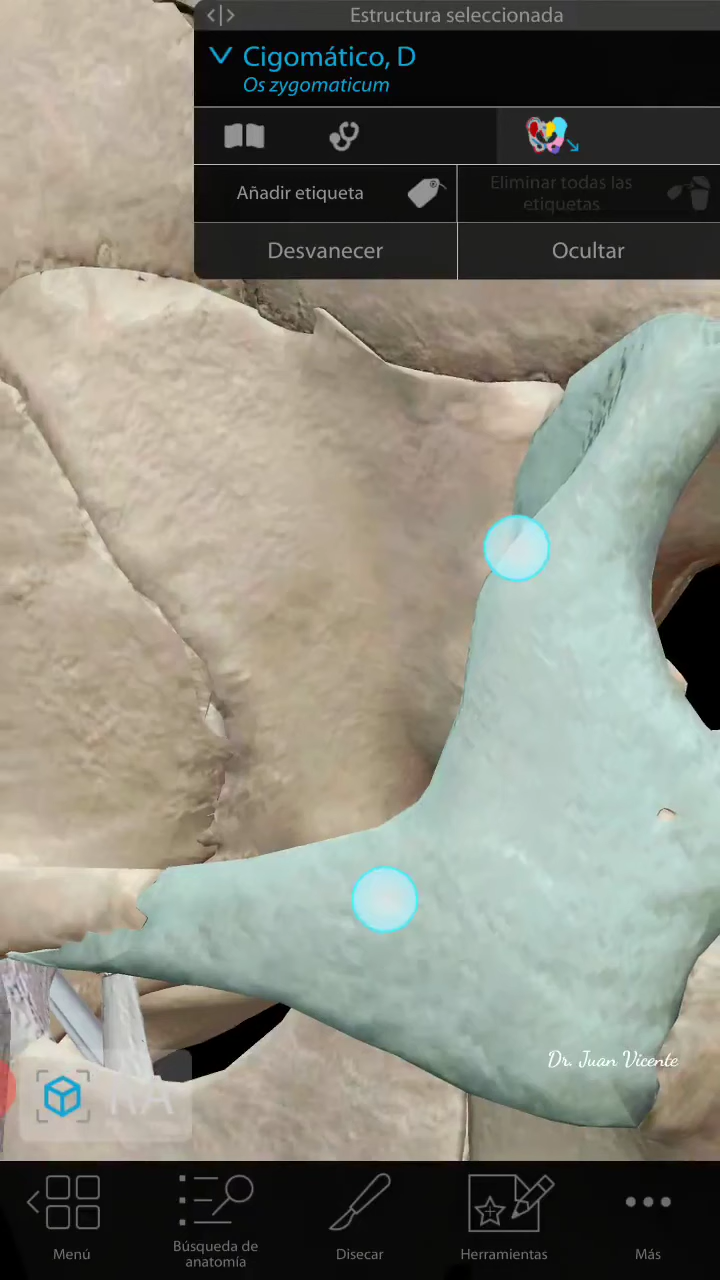 Estructura seleccionada
Cigomático, D
Os zygomaticum
Añadir etiqueta
Eliminar todas las
etiquetas.
Desvanecer
Ocultar
Dr. Juan Vicente
RA
Menú
Búsqueda de
anatomía
Disecar
Herramientas
Más